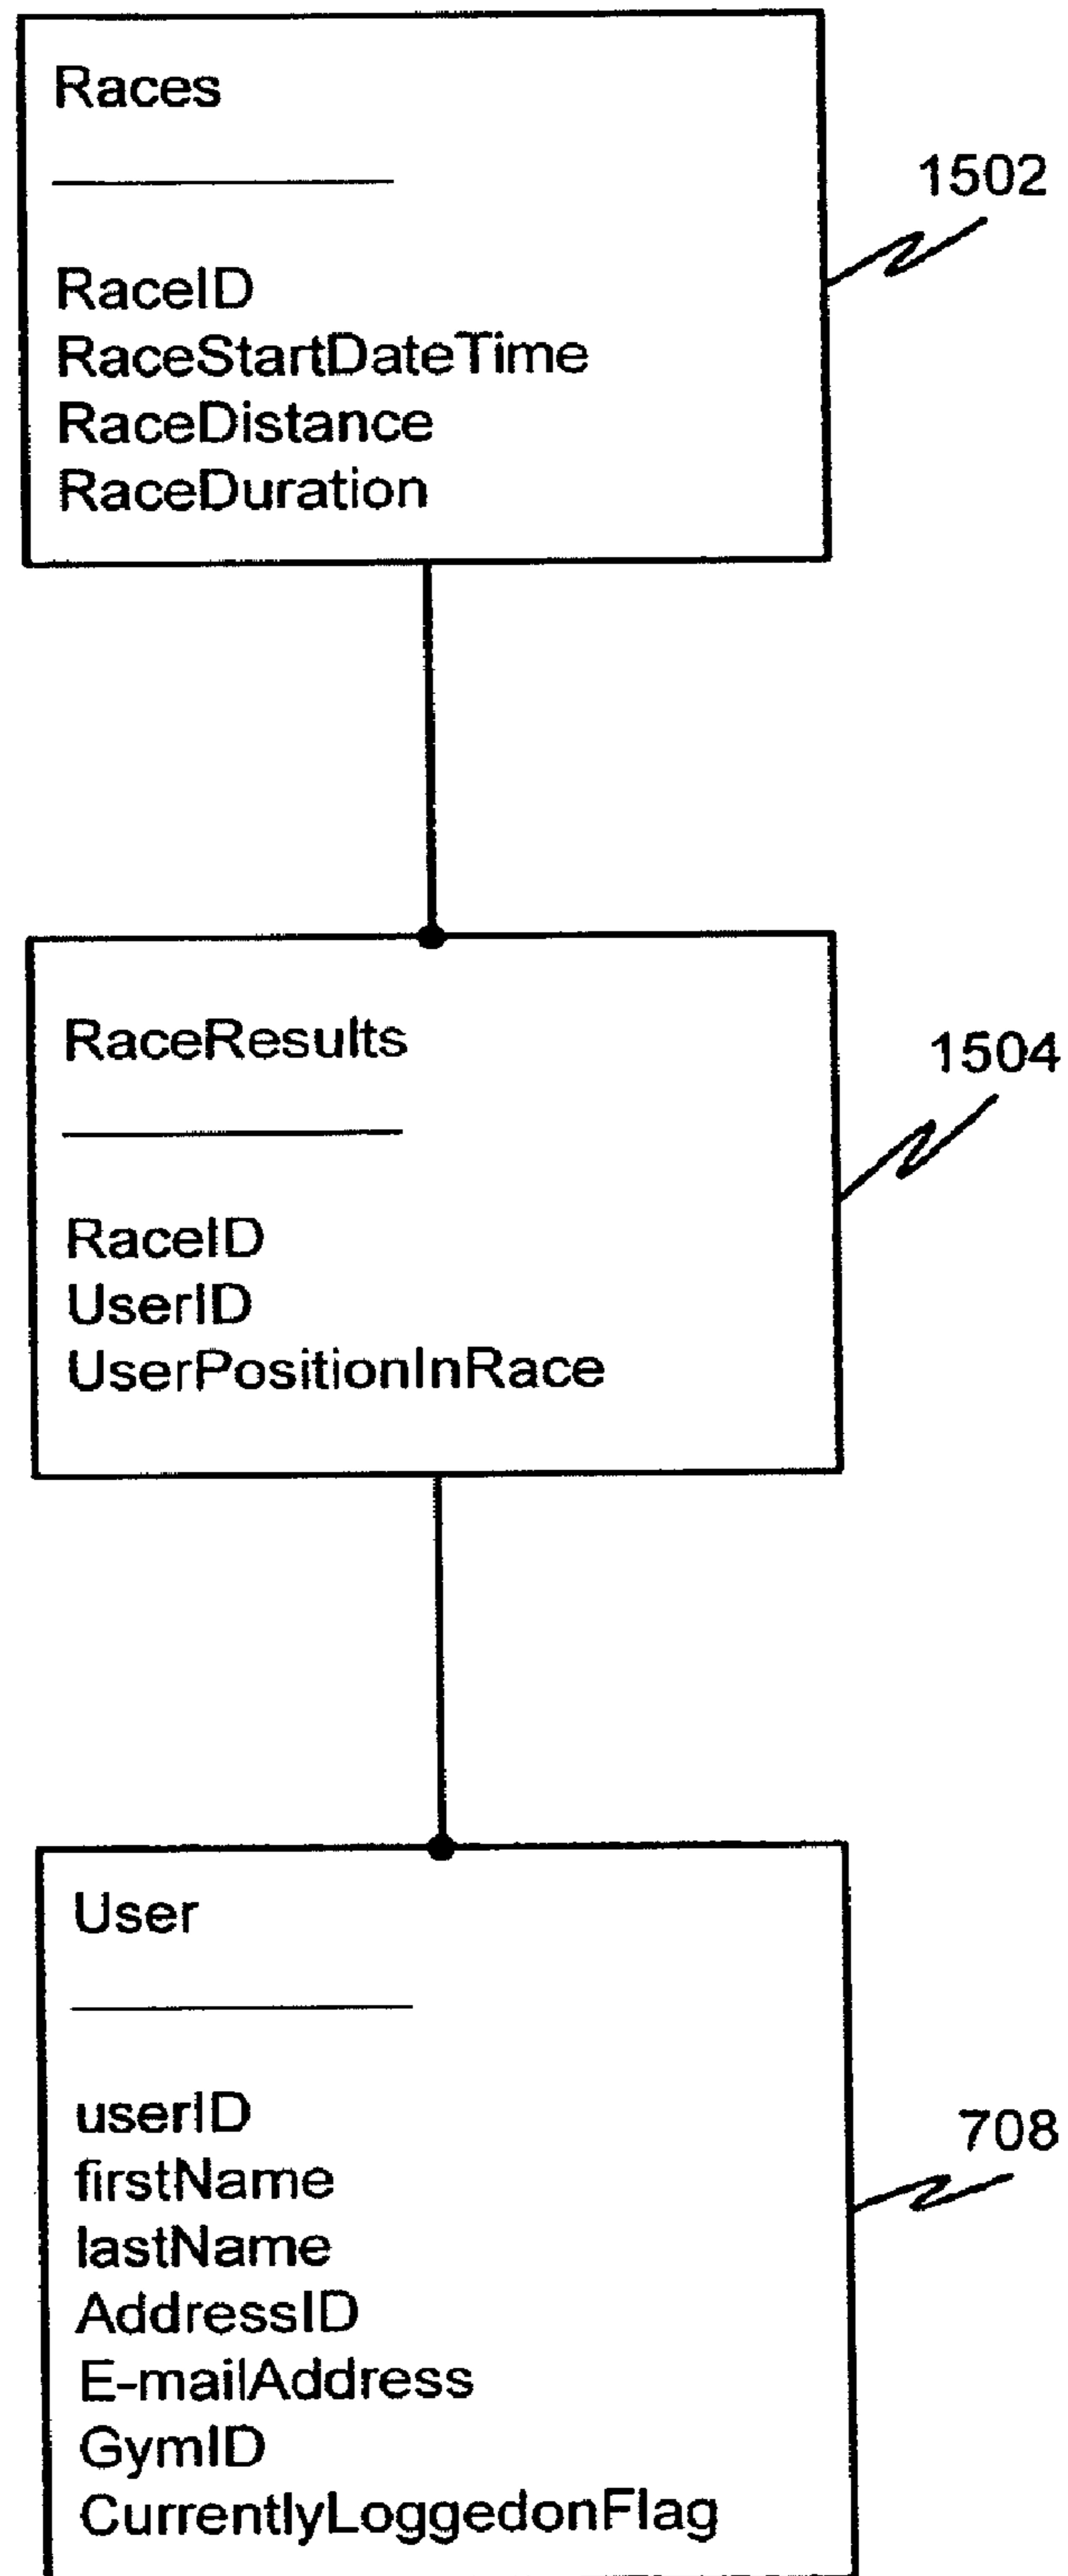 Races
1502
RaceID
RaceStartDateTime
RaceDistance
RaceDuration
RaceResults
1504
RaceID
UserID
UserPositionInRace
User
userID
708
firstName
lastName
AddressID
E-mailAddress
GymID
CurrentlyLoggedonFlag